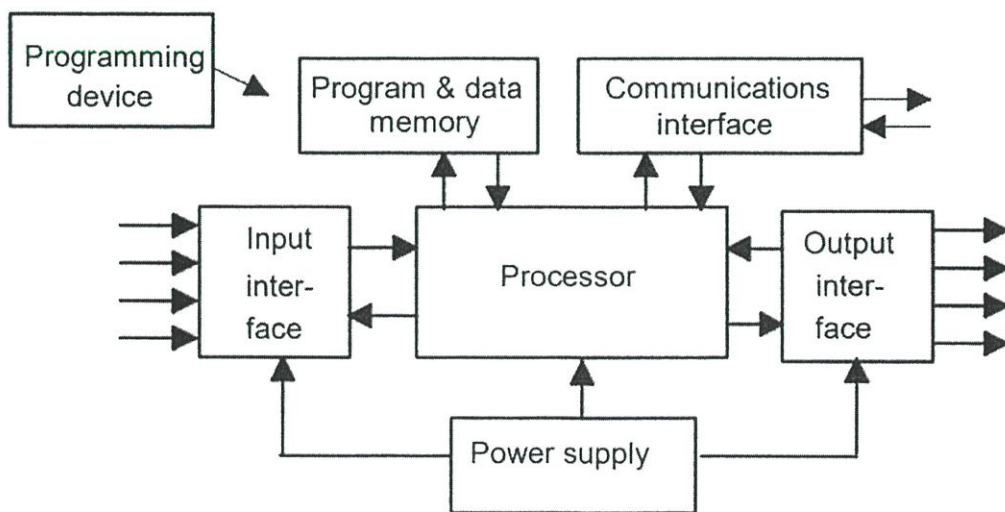 Programming
device
Program & data
memory
Communications
interface
Input
inter-
face
Processor
Output
inter-
face
Power supply